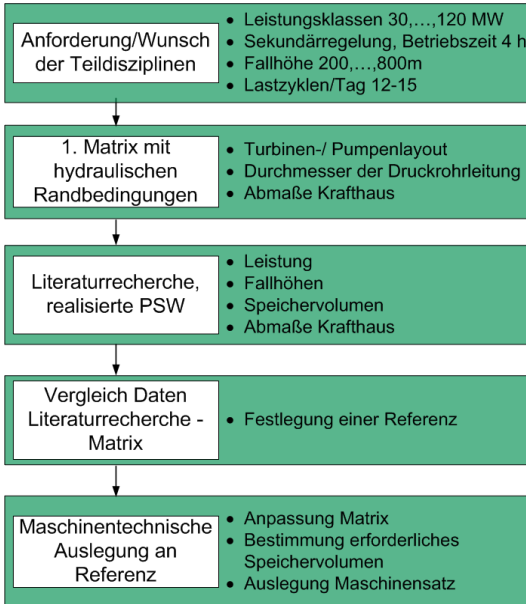 Anforderung/Wunsch
der Teildisziplinen
• Leistungsklassen 30,...,120 MW
• Sekundärregelung, Betriebszeit 4 h
• Fallhöhe 200,...,800m
• Lastzyklen/Tag 12-15
1. Matrix mit
hydraulischen
Randbedingungen
• Turbinen-/ Pumpenlayout
• Durchmesser der Druckrohrleitung
• Abmaße Krafthaus
Literaturrecherche,
realisierte PSW
• Leistung
• Fallhöhen
• Speichervolumen
• Abmaße Krafthaus
Vergleich Daten
Literaturrecherche -
Matrix
• Festlegung einer Referenz
Maschinentechnische
Auslegung an
Referenz
• Anpassung Matrix
• Bestimmung erforderliches
Speichervolumen
• Auslegung Maschinensatz